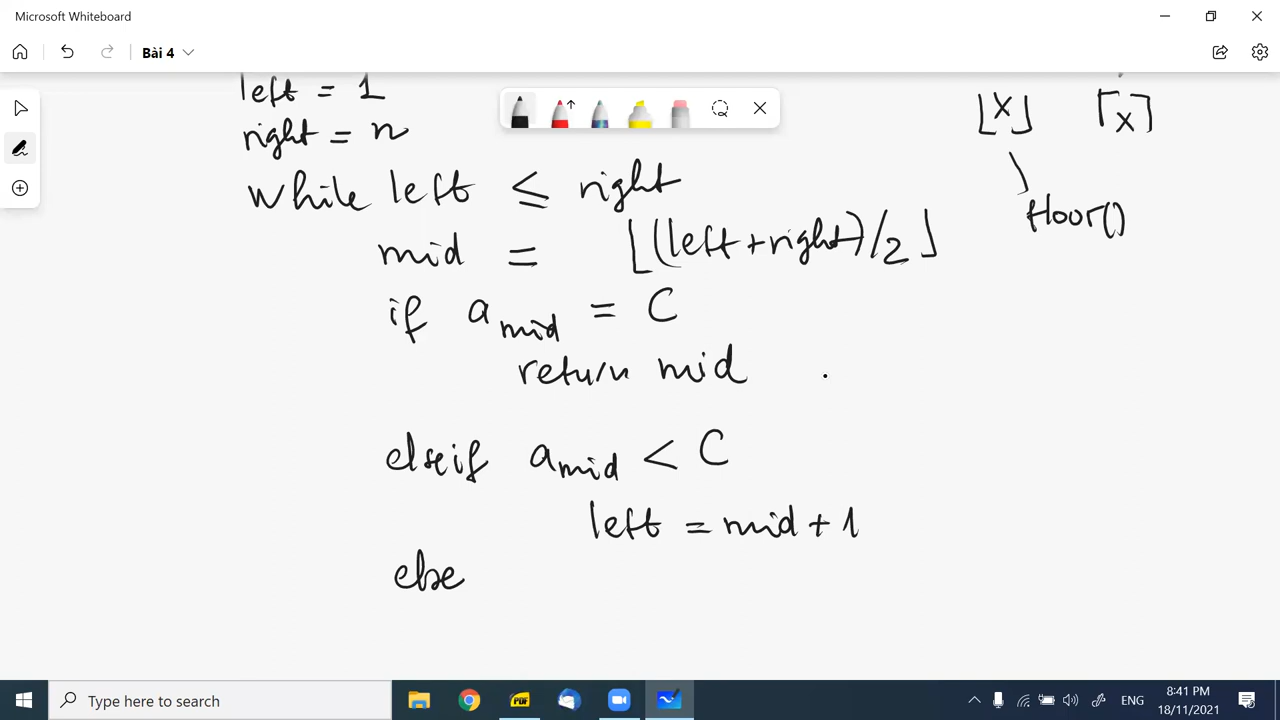 Microsoft Whiteboard
Bài 4
left = 1
right = n
⌊x⌋ ⌈x⌉
floor()
while left ≤ right
mid = ⌊(left+right)/2⌋
if a_mid = C
return mid
elseif a_mid < C
left = mid + 1
else
Type here to search
PDF
ENG
8:41 PM
18/11/2021